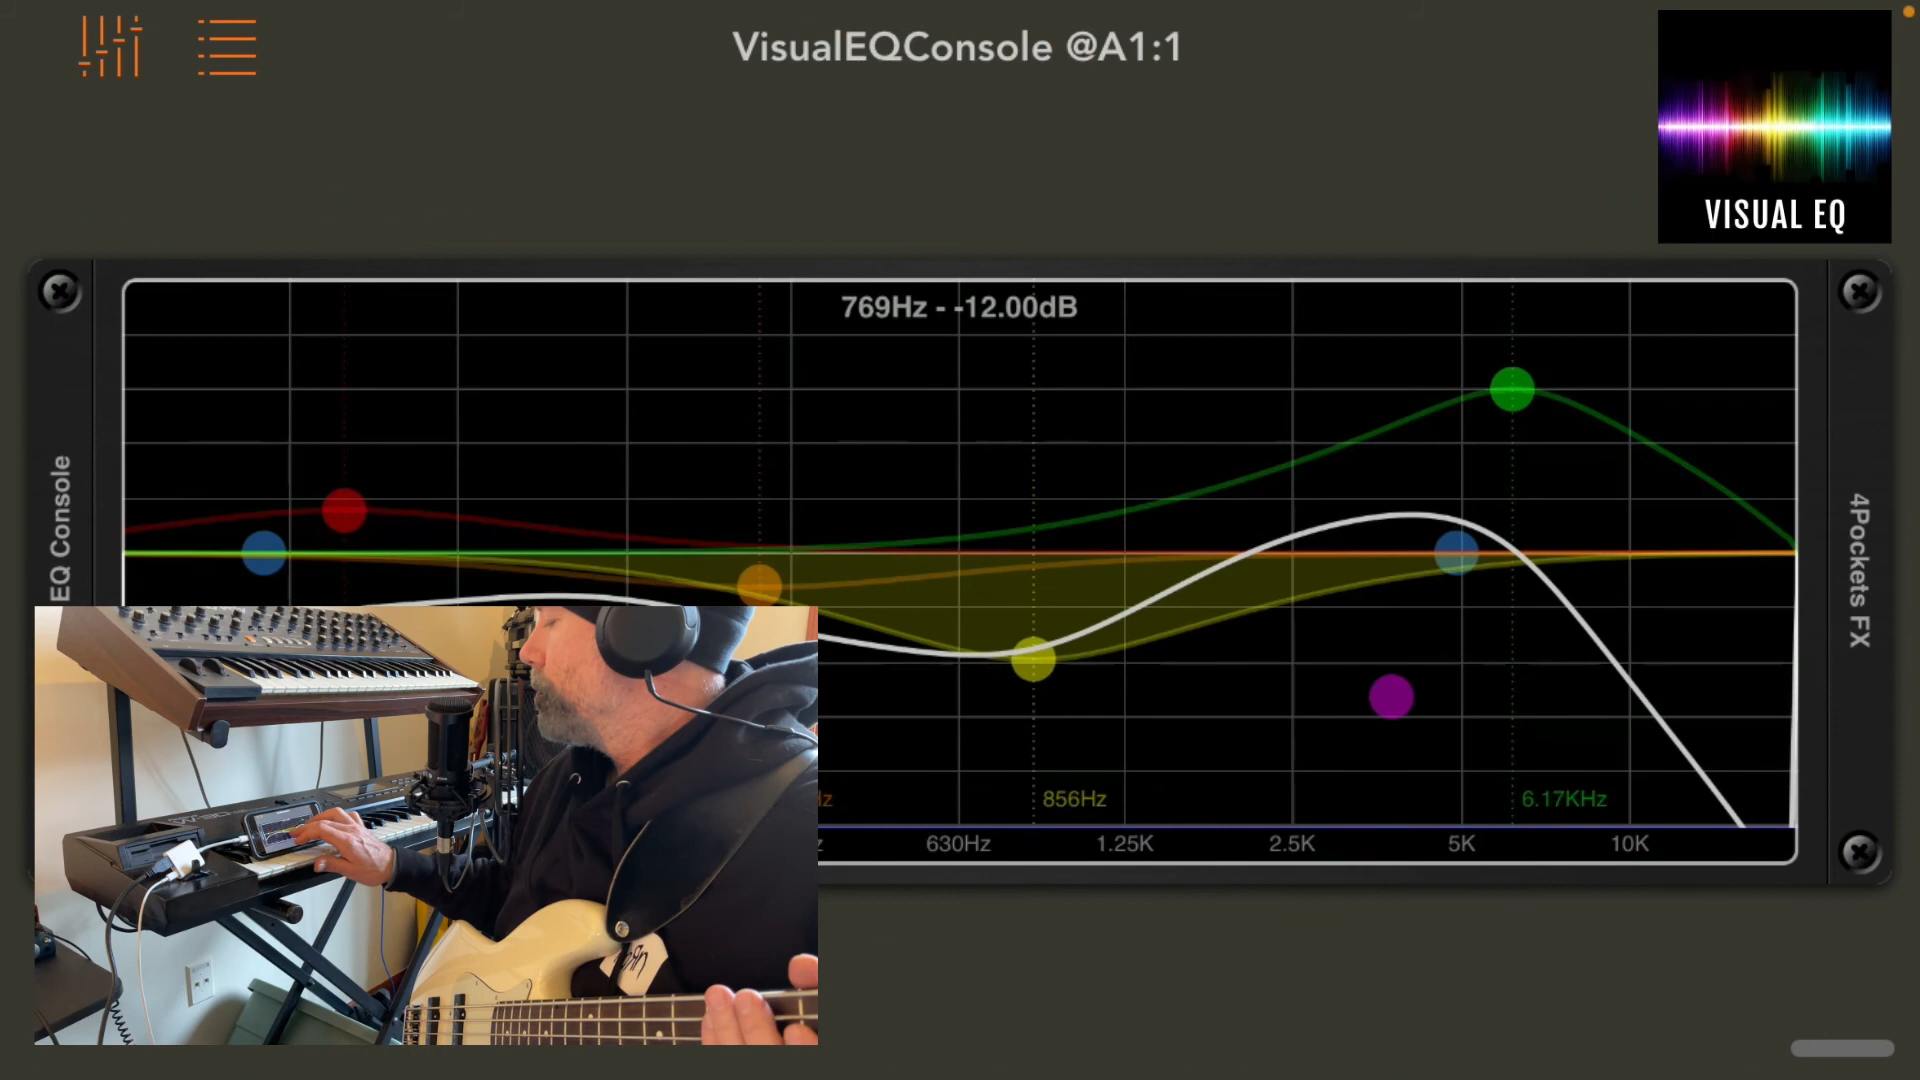 VisualEQConsole @A1:1
VISUAL EQ
769Hz - -12.00dB
EQ Console
4Pockets FX
856Hz
6.17KHz
630Hz
1.25K
2.5K
5K
10K